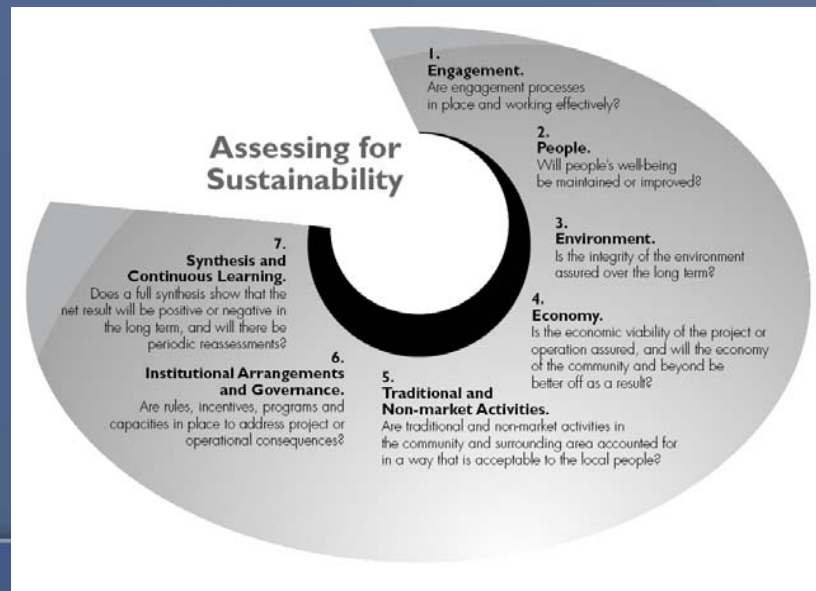 Assessing for
Sustainability
1.
Engagement.
Are engagement processes
in place and working effectively?
2.
People.
Will people's well-being
be maintained or improved?
3.
Environment.
Is the integrity of the environment
assured over the long term?
4.
Economy.
Is the economic viability of the project or
operation assured, and will the economy
of the community and beyond be
better off as a result?
5.
Traditional and
Non-market Activities.
Are traditional and non-market activities in
the community and surrounding area accounted for
in a way that is acceptable to the local people?
6.
Institutional Arrangements
and Governance.
Are rules, incentives, programs and
capacities in place to address project or
operational consequences?
7.
Synthesis and
Continuous Learning.
Does a full synthesis show that the
net result will be positive or negative in
the long term, and will there be
periodic reassessments?